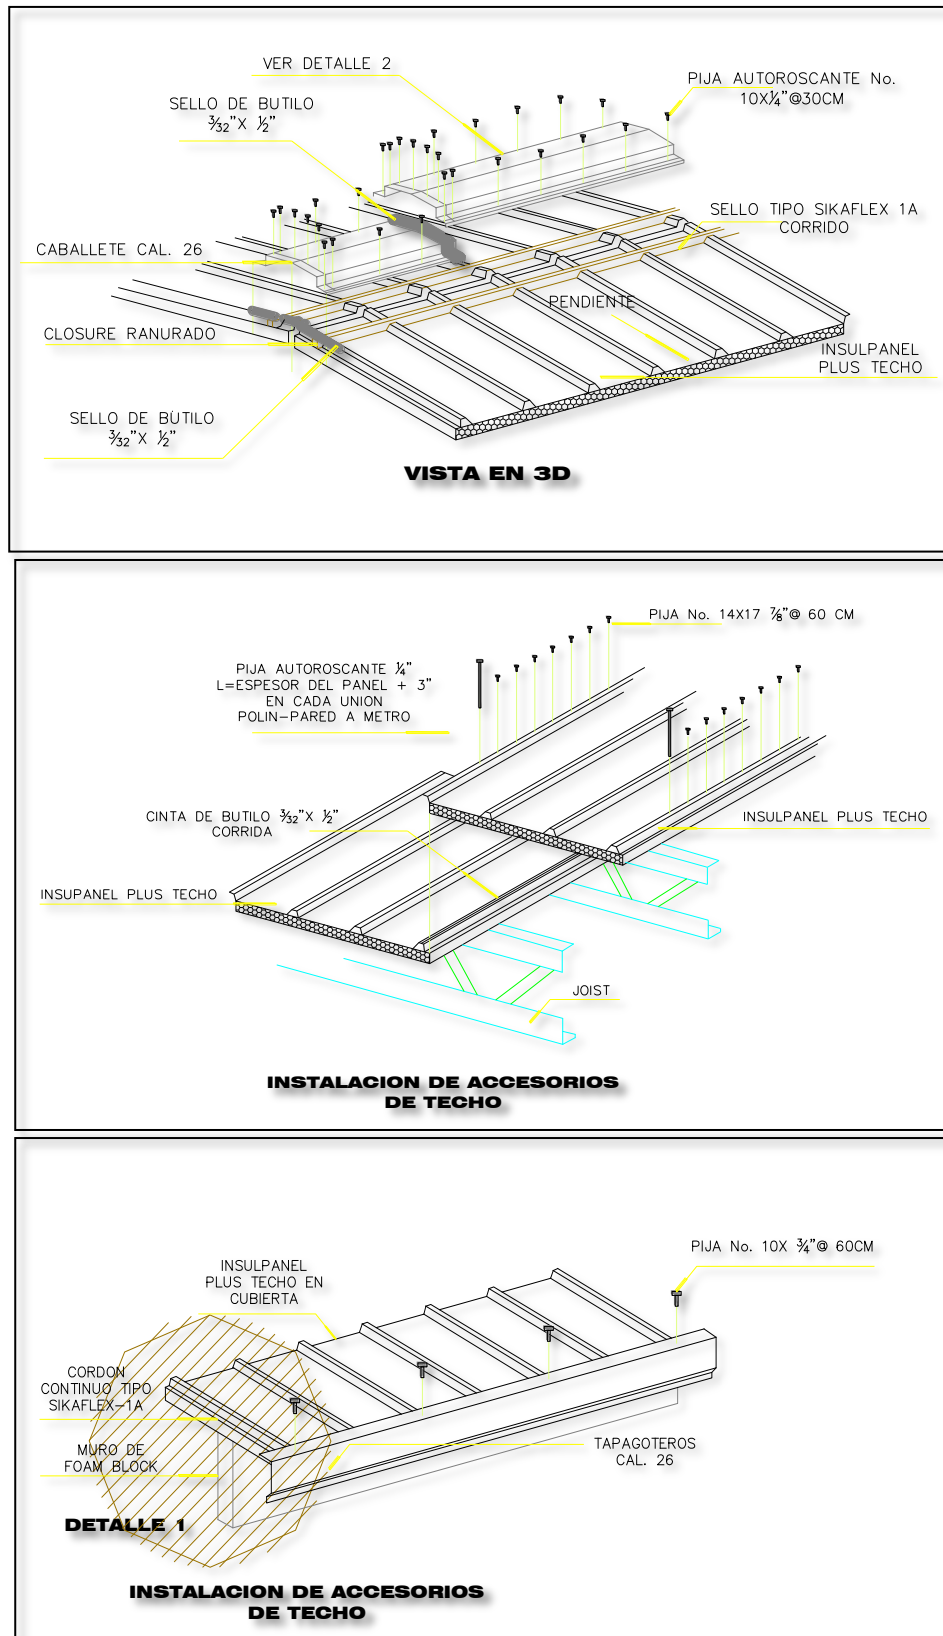 VER DETALLE 2
PIJA AUTOROSCANTE No.
10X¼"@30CM
SELLO DE BUTILO
3⁄32"X ½"
SELLO TIPO SIKAFLEX 1A
CORRIDO
CABALLETE CAL. 26
PENDIENTE
CLOSURE RANURADO
INSULPANEL
PLUS TECHO
SELLO DE BUTILO
3⁄32"X ½"
VISTA EN 3D
PIJA No. 14X17 ⅞"@ 60 CM
PIJA AUTOROSCANTE ¼"
L=ESPESOR DEL PANEL + 3"
EN CADA UNION
POLIN-PARED A METRO
CINTA DE BUTILO 3⁄32"X ½"
CORRIDA
INSULPANEL PLUS TECHO
INSUPANEL PLUS TECHO
JOIST
INSTALACION DE ACCESORIOS
DE TECHO
PIJA No. 10X ¾"@ 60CM
INSULPANEL
PLUS TECHO EN
CUBIERTA
CORDON
CONTINUO TIPO
SIKAFLEX-1A
MURO DE
FOAM BLOCK
TAPAGOTEROS
CAL. 26
DETALLE 1
INSTALACION DE ACCESORIOS
DE TECHO